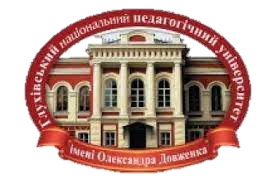 Глухівський національний педагогічний університет
імені Олександра Довженка